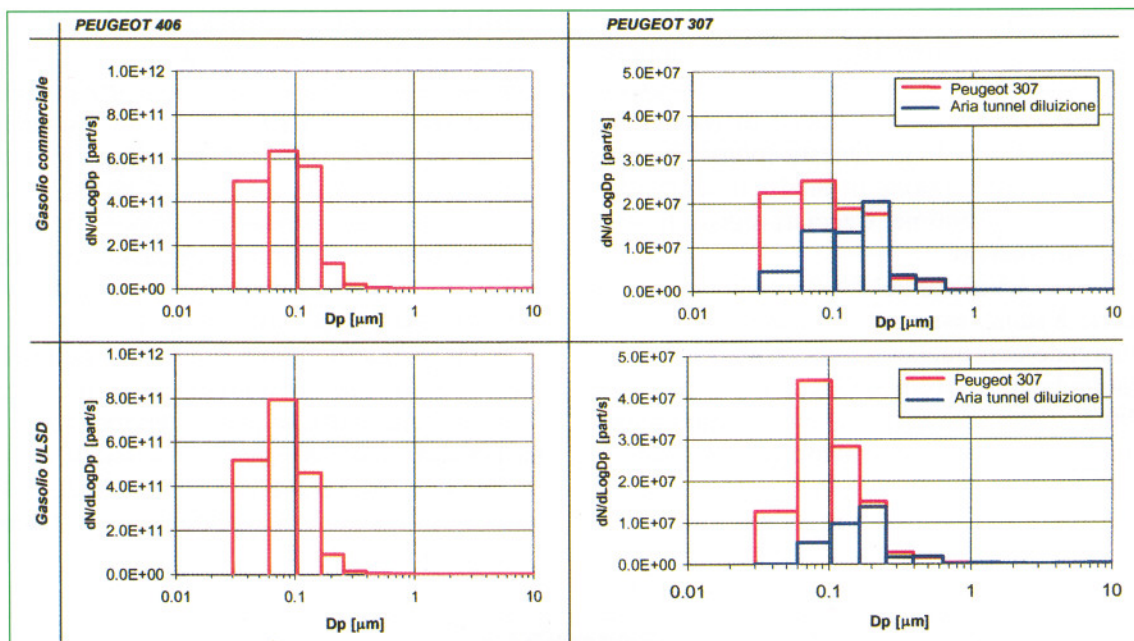 PEUGEOT 406
PEUGEOT 307
Gasolio commerciale
dN/dLogDp [part/s]
1.0E+12
8.0E+11
6.0E+11
4.0E+11
2.0E+11
0.0E+00
0.01 0.1 1 10
Dp [μm]
dN/dLogDp [part/s]
5.0E+07
4.0E+07
3.0E+07
2.0E+07
1.0E+07
0.0E+00
Peugeot 307
Aria tunnel diluizione
0.01 0.1 1 10
Dp [μm]
Gasolio ULSD
dN/dLogDp [part/s]
1.0E+12
8.0E+11
6.0E+11
4.0E+11
2.0E+11
0.0E+00
0.01 0.1 1 10
Dp [μm]
dN/dLogDp [part/s]
5.0E+07
4.0E+07
3.0E+07
2.0E+07
1.0E+07
0.0E+00
Peugeot 307
Aria tunnel diluizione
0.01 0.1 1 10
Dp [μm]